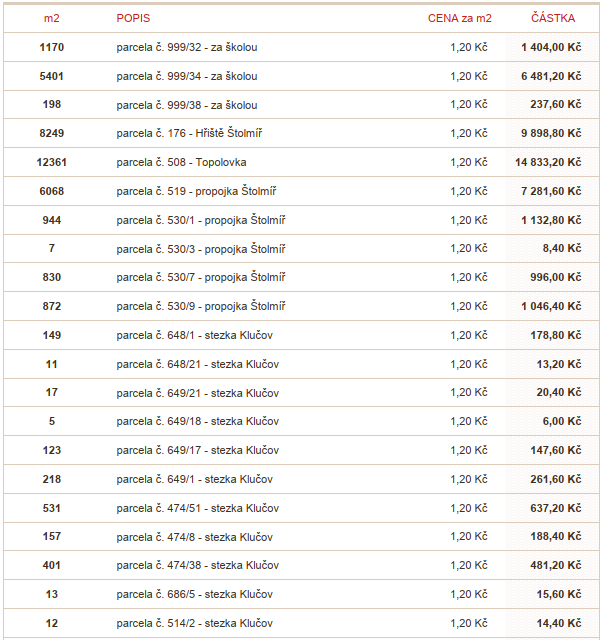 m2 POPIS CENA za m2 ČÁSTKA
1170 parcela č. 999/32 - za školou 1,20 Kč 1 404,00 Kč
5401 parcela č. 999/34 - za školou 1,20 Kč 6 481,20 Kč
198 parcela č. 999/38 - za školou 1,20 Kč 237,60 Kč
8249 parcela č. 176 - Hřiště Štolmíř 1,20 Kč 9 898,80 Kč
12361 parcela č. 508 - Topolovka 1,20 Kč 14 833,20 Kč
6068 parcela č. 519 - propojka Štolmíř 1,20 Kč 7 281,60 Kč
944 parcela č. 530/1 - propojka Štolmíř 1,20 Kč 1 132,80 Kč
7 parcela č. 530/3 - propojka Štolmíř 1,20 Kč 8,40 Kč
830 parcela č. 530/7 - propojka Štolmíř 1,20 Kč 996,00 Kč
872 parcela č. 530/9 - propojka Štolmíř 1,20 Kč 1 046,40 Kč
149 parcela č. 648/1 - stezka Klučov 1,20 Kč 178,80 Kč
11 parcela č. 648/21 - stezka Klučov 1,20 Kč 13,20 Kč
17 parcela č. 649/21 - stezka Klučov 1,20 Kč 20,40 Kč
5 parcela č. 649/18 - stezka Klučov 1,20 Kč 6,00 Kč
123 parcela č. 649/17 - stezka Klučov 1,20 Kč 147,60 Kč
218 parcela č. 649/1 - stezka Klučov 1,20 Kč 261,60 Kč
531 parcela č. 474/51 - stezka Klučov 1,20 Kč 637,20 Kč
157 parcela č. 474/8 - stezka Klučov 1,20 Kč 188,40 Kč
401 parcela č. 474/38 - stezka Klučov 1,20 Kč 481,20 Kč
13 parcela č. 686/5 - stezka Klučov 1,20 Kč 15,60 Kč
12 parcela č. 514/2 - stezka Klučov 1,20 Kč 14,40 Kč